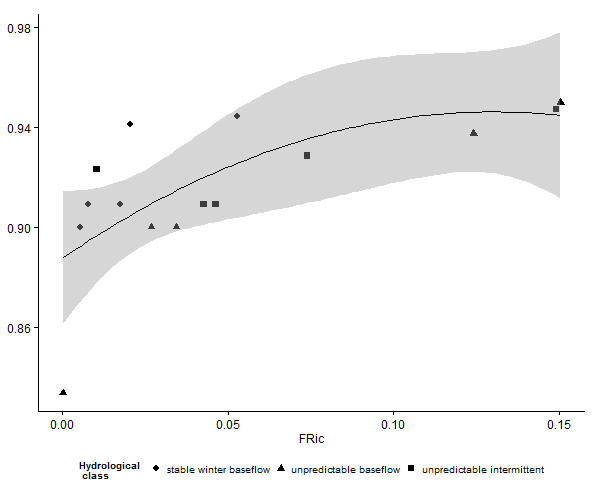 0.98
0.94
0.90
0.86
0.00 0.05 0.10 0.15
FRic
Hydrological
class
stable winter baseflow unpredictable baseflow unpredictable intermittent